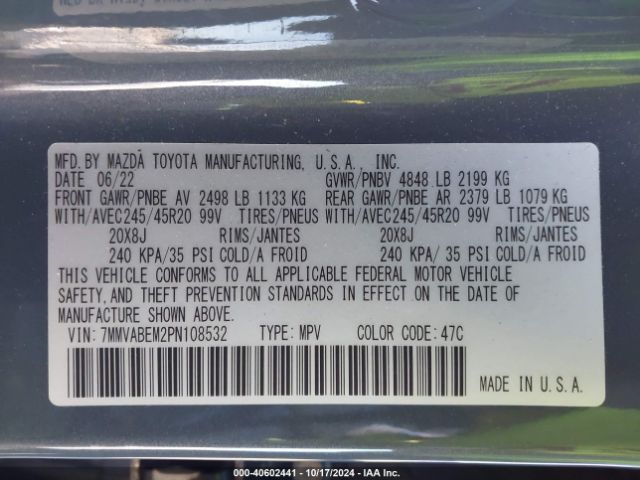 MFD. BY MAZDA TOYOTA MANUFACTURING, U.S.A., INC.
DATE 06/22 GVWR/PNBV 4848 LB 2199 KG
FRONT GAWR/PNBE AV 2498 LB 1133 KG REAR GAWR/PNBE AR 2379 LB 1079 KG
WITH/AVEC245/45R20 99V TIRES/PNEUS WITH/AVEC245/45R20 99V TIRES/PNEUS
20X8J RIMS/JANTES 20X8J RIMS/JANTES
240 KPA/35 PSI COLD/A FROID 240 KPA/ 35 PSI COLD/A FROID
THIS VEHICLE CONFORMS TO ALL APPLICABLE FEDERAL MOTOR VEHICLE
SAFETY, AND THEFT PREVENTION STANDARDS IN EFFECT ON THE DATE OF
MANUFACTURE SHOWN ABOVE.
VIN: 7MMVABEM2PN108532 TYPE: MPV COLOR CODE: 47C
MADE IN U.S.A.
000-40602441 - 10/17/2024 - IAA Inc.